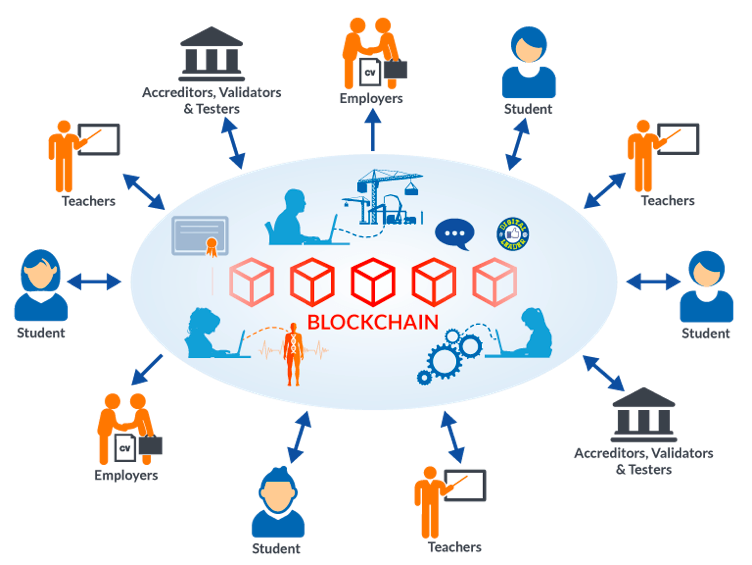 Accreditors, Validators
& Testers
CV
Employers
Student
Teachers
Teachers
DIGITAL
LEADER
Student
BLOCKCHAIN
Student
CV
Employers
Accreditors, Validators
& Testers
Student
Teachers